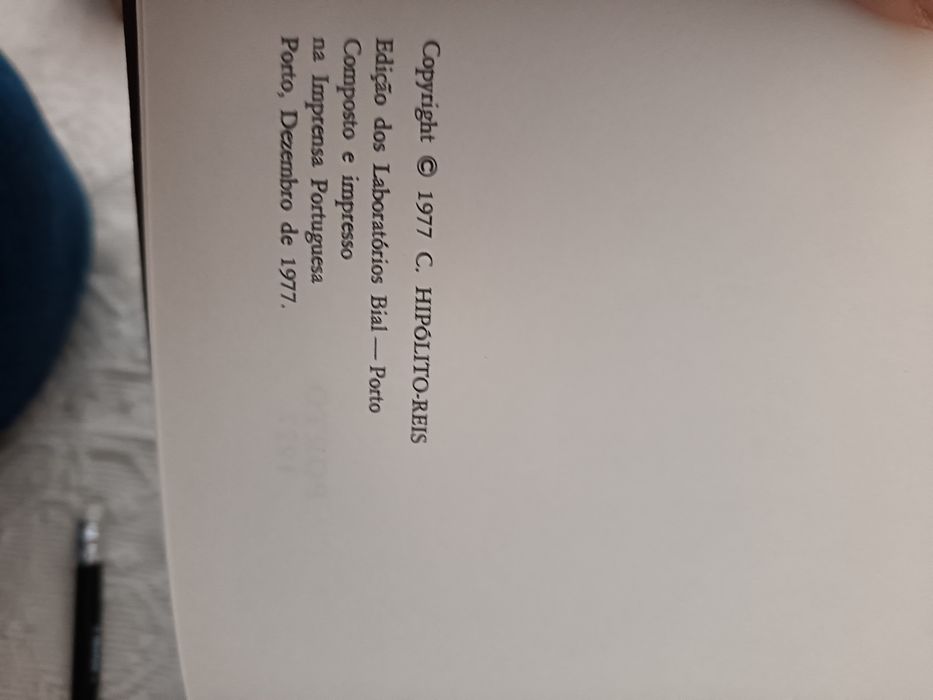 Copyright © 1977 C. HIPÓLITO-REIS
Edição dos Laboratórios Bial — Porto
Composto e impresso
na Imprensa Portuguesa
Porto, Dezembro de 1977.